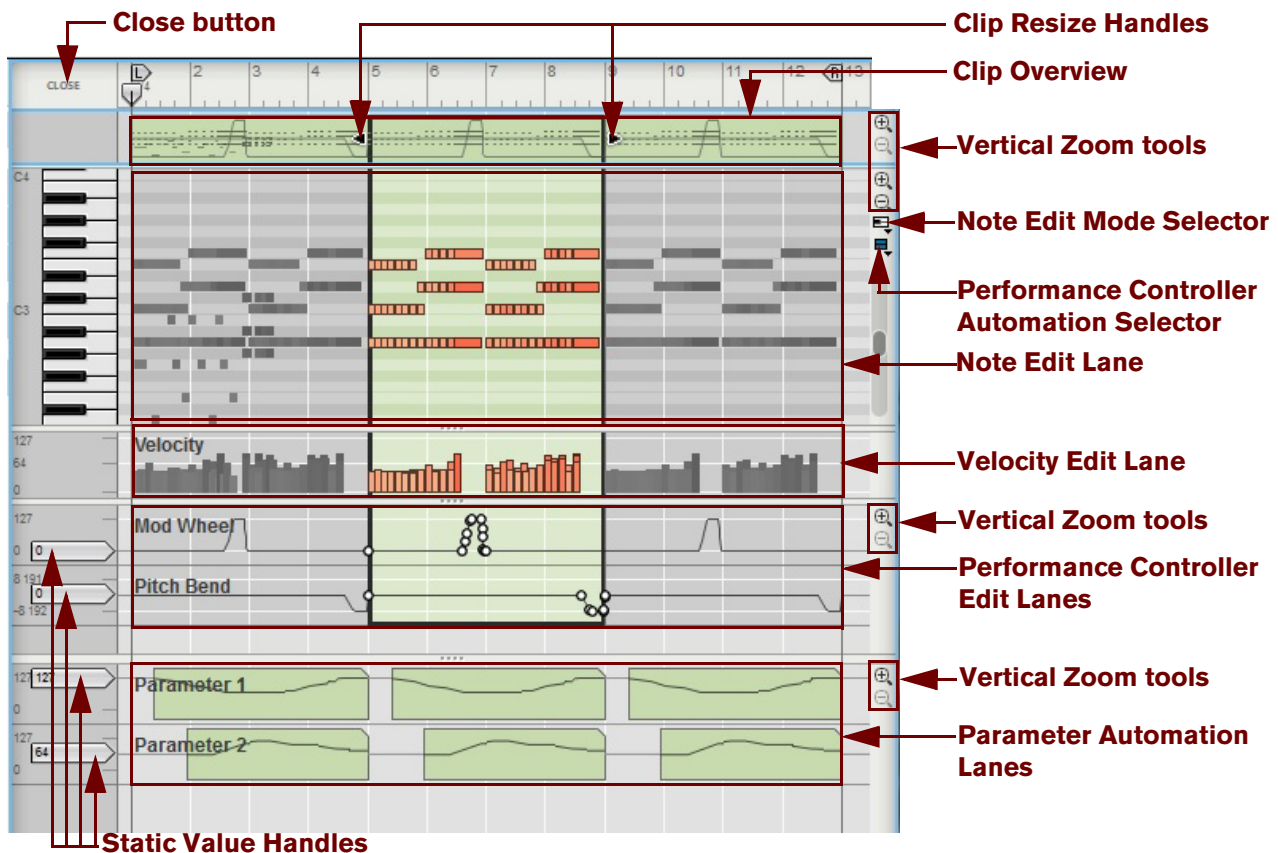 Close button
Clip Resize Handles
CLOSE
L 2 3 4 5 6 7 8 9 10 11 12 R 13
4
Clip Overview
Vertical Zoom tools
C4
Note Edit Mode Selector
Performance Controller
Automation Selector
C3
Note Edit Lane
127
64
0
Velocity
Velocity Edit Lane
127
0
0
Mod Wheel
Vertical Zoom tools
8 191
0
-8 192
Pitch Bend
Performance Controller
Edit Lanes
127
127
0
Parameter 1
Vertical Zoom tools
127
64
0
Parameter 2
Parameter Automation
Lanes
Static Value Handles